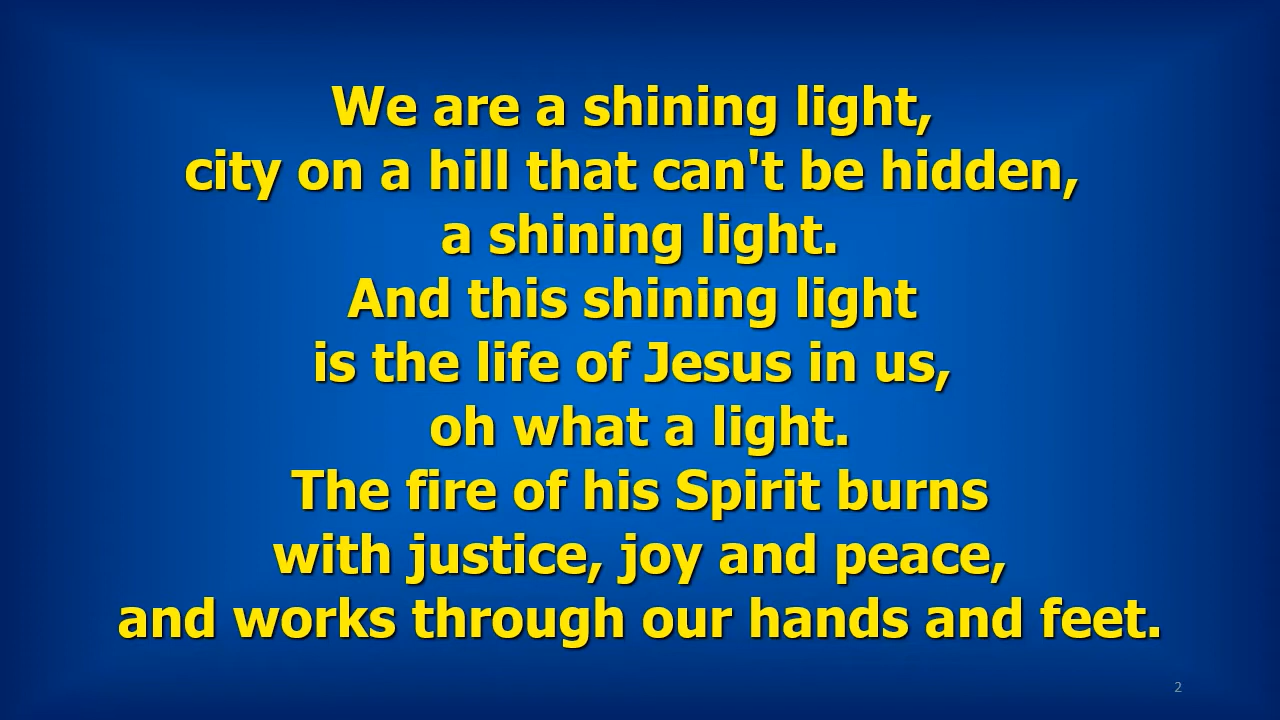 We are a shining light,
city on a hill that can't be hidden,
a shining light.
And this shining light
is the life of Jesus in us,
oh what a light.
The fire of his Spirit burns
with justice, joy and peace,
and works through our hands and feet.
2